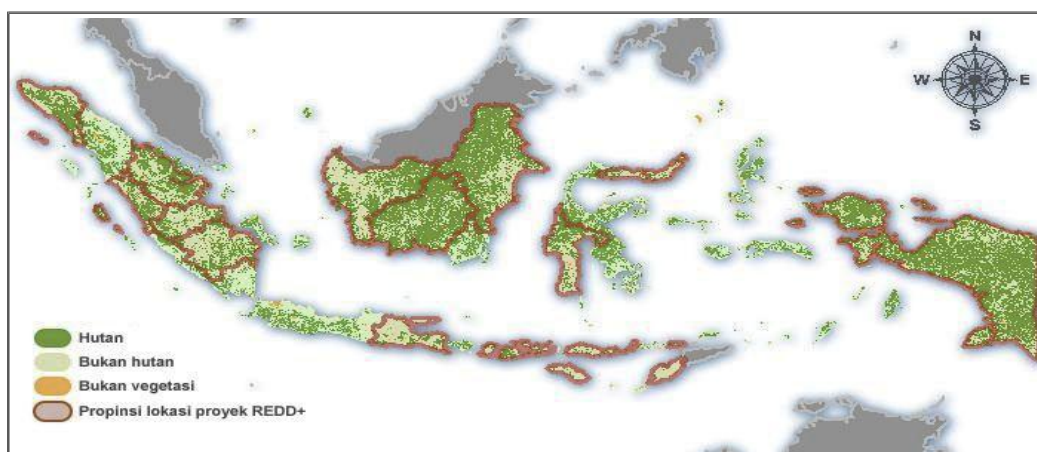 N
W E
S
Hutan
Bukan hutan
Bukan vegetasi
Propinsi lokasi proyek REDD+